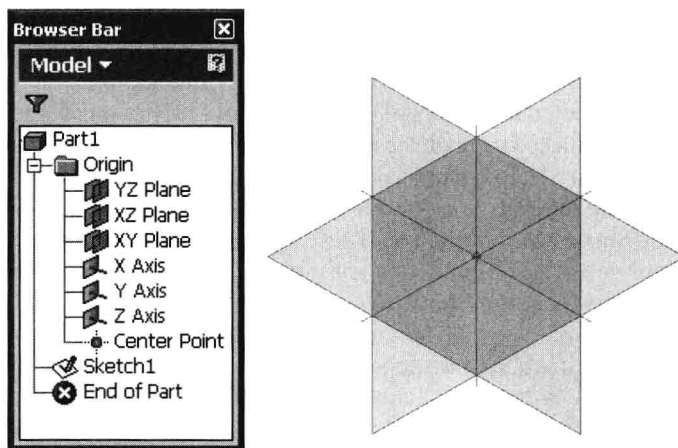 Browser Bar
Model
Part1
Origin
YZ Plane
XZ Plane
XY Plane
X Axis
Y Axis
Z Axis
Center Point
Sketch1
End of Part